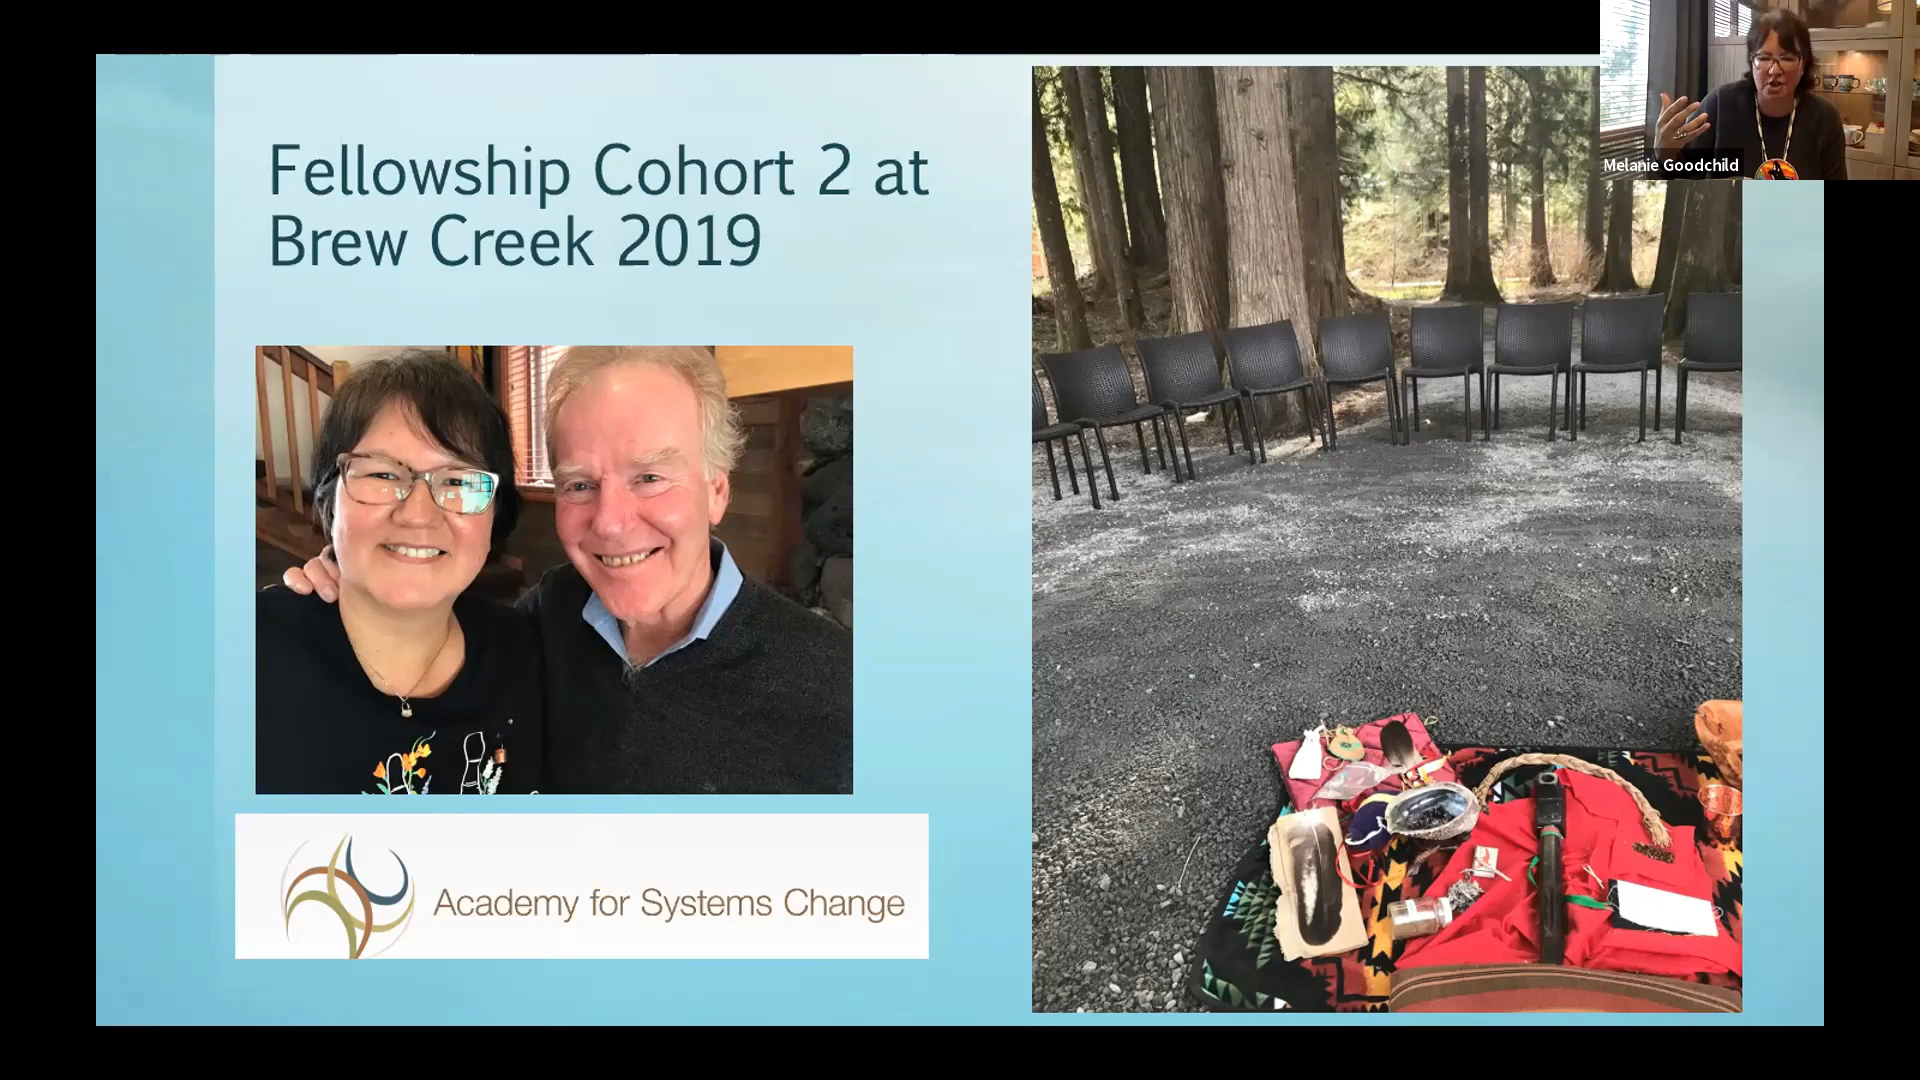 Fellowship Cohort 2 at
Brew Creek 2019
Academy for Systems Change
Melanie Goodchild